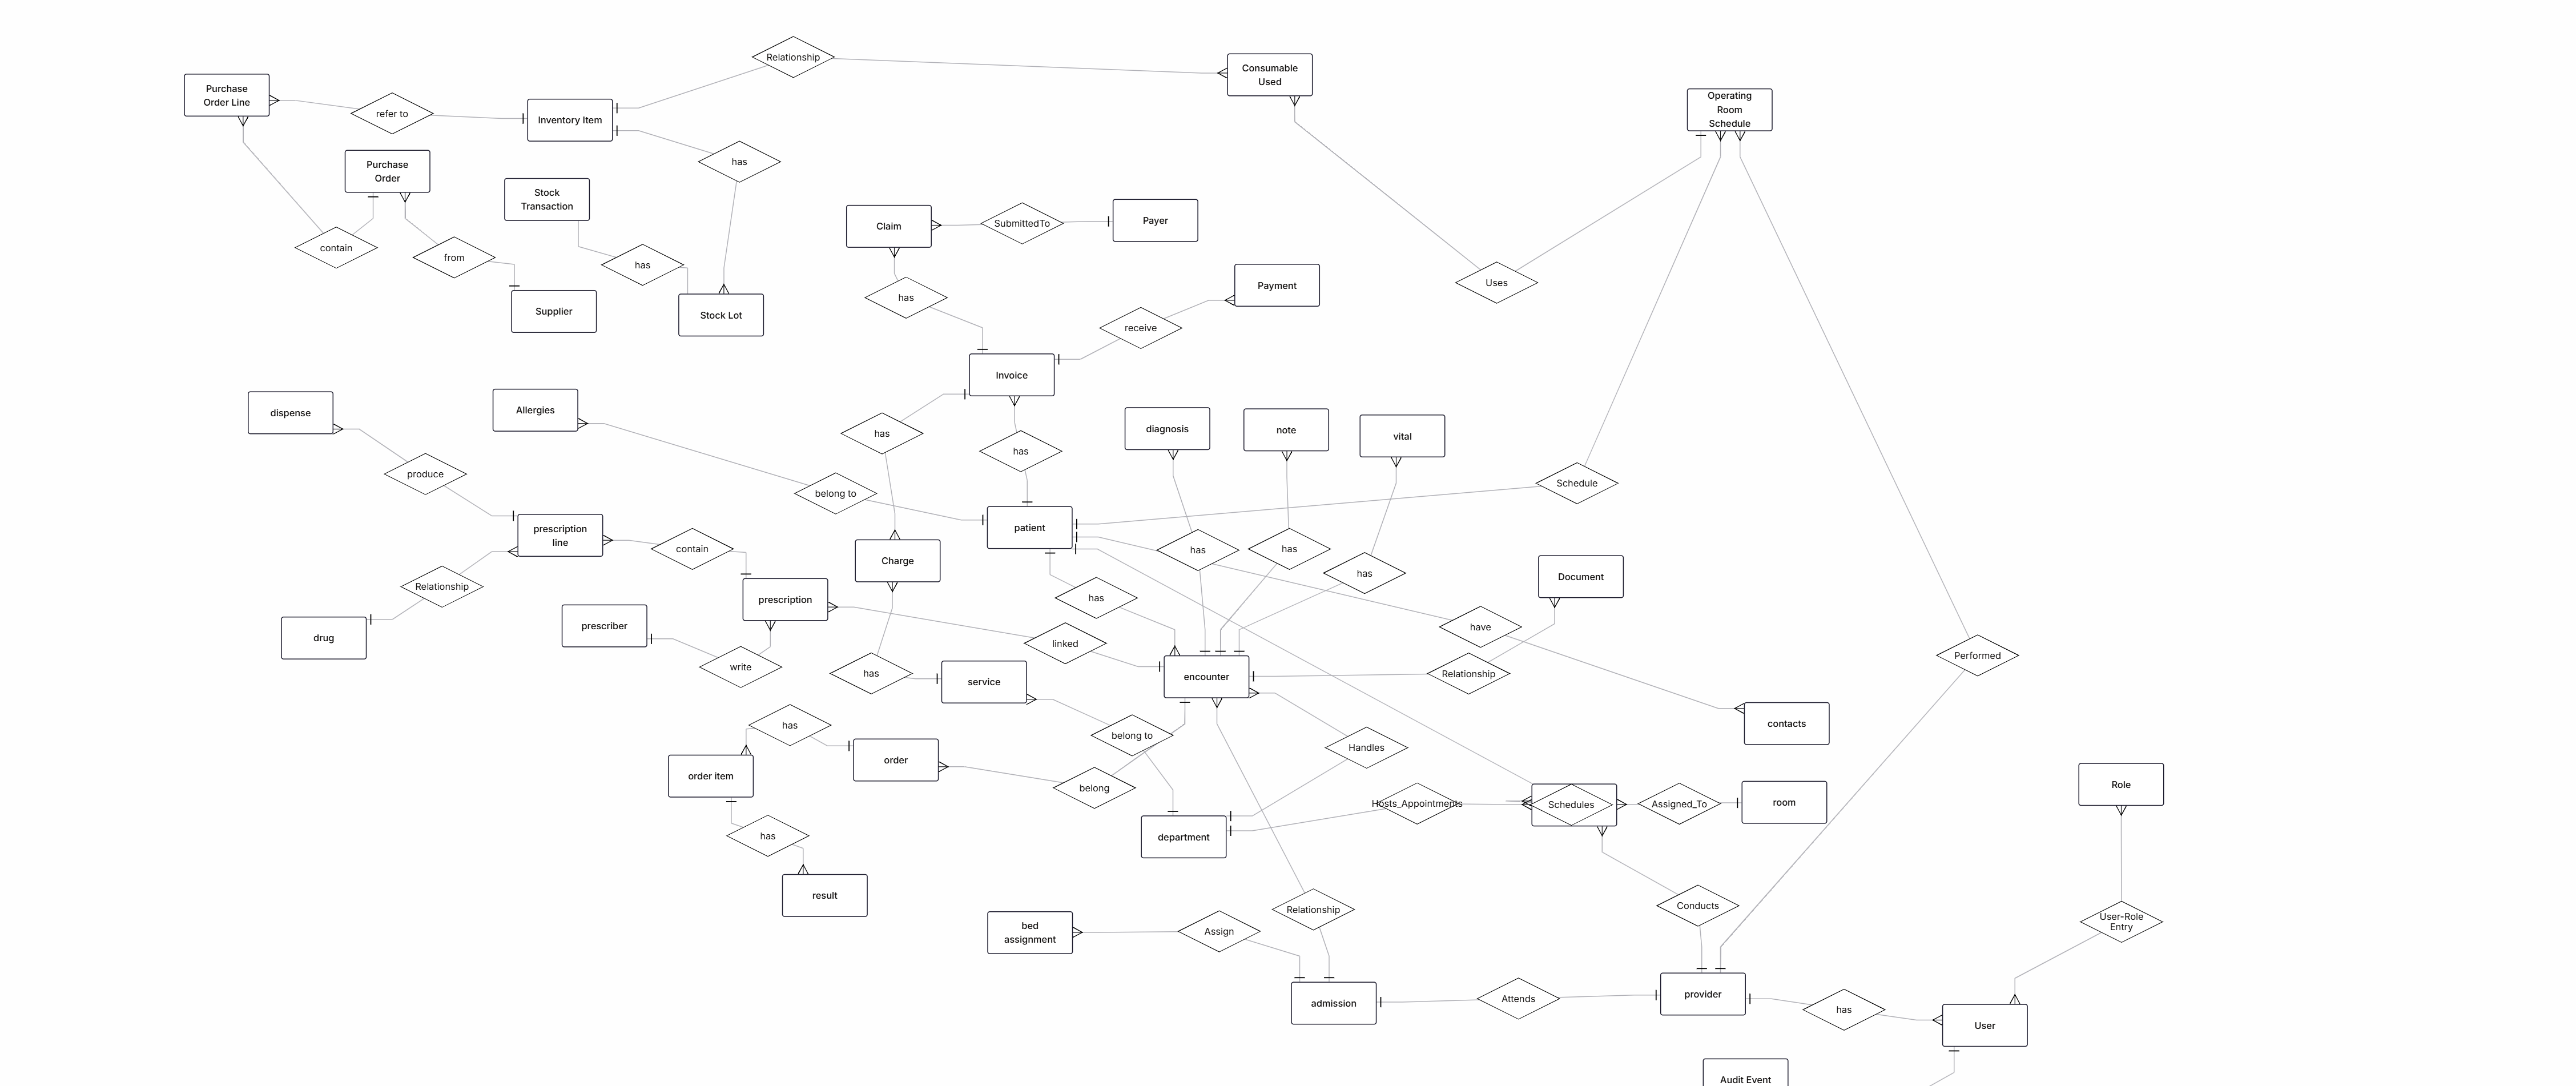 Relationship
Consumable
Used
Purchase
Order Line
Operating
Room
Schedule
refer to
Inventory Item
has
Purchase
Order
Stock
Transaction
Claim
SubmittedTo
Payer
contain
from
has
Uses
Payment
has
Supplier
Stock Lot
receive
Invoice
dispense
Allergies
has
diagnosis
note
vital
has
produce
belong to
Schedule
patient
prescription
line
contain
has
has
Charge
has
Document
Relationship
prescription
has
prescriber
have
drug
linked
write
Performed
has
service
encounter
Relationship
has
belong to
contacts
order
Handles
order item
belong
Role
Hosts_Appointments
Schedules
Assigned_To
room
has
department
result
Conducts
Relationship
User-Role
Entry
bed
assignment
Assign
admission
Attends
provider
has
User
Audit Event